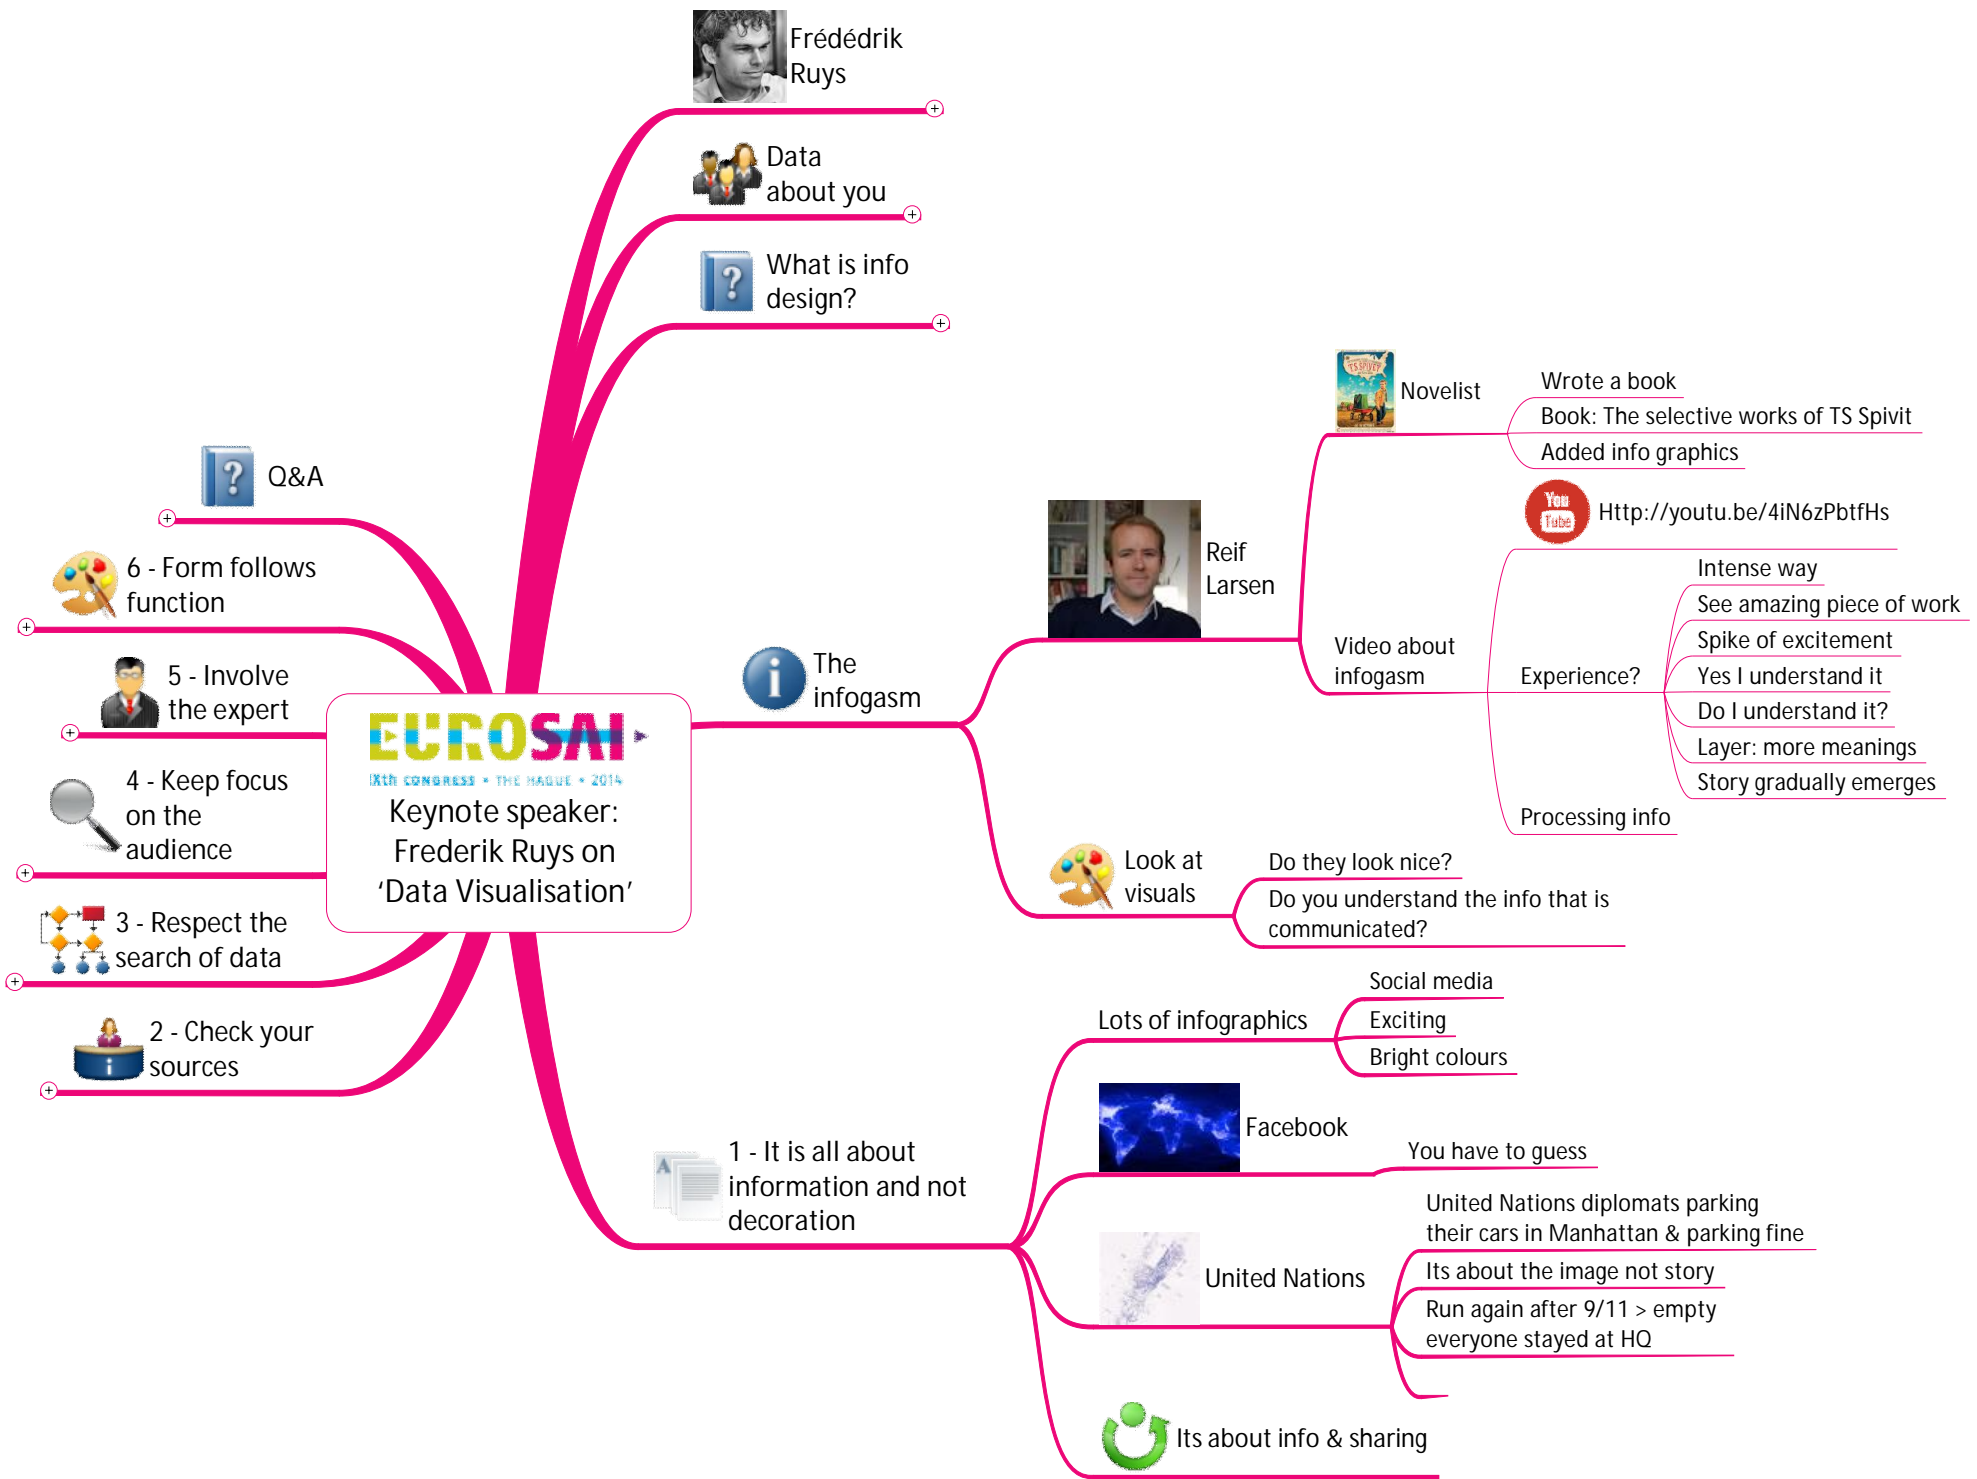 Frédédrik
Ruys
Data
about you
What is info
design?
The
infogasm
Reif
Larsen
Novelist
Wrote a book
Book: The selective works of TS Spivit
Added info graphics
Video about
infogasm
You
Tube
Http://youtu.be/4iN6zPbtfHs
Experience?
Intense way
See amazing piece of work
Spike of excitement
Yes I understand it
Do I understand it?
Layer: more meanings
Story gradually emerges
Processing info
Look at
visuals
Do they look nice?
Do you understand the info that is
communicated?
1 - It is all about
information and not
decoration
Lots of infographics
Social media
Exciting
Bright colours
Facebook
You have to guess
United Nations
United Nations diplomats parking
their cars in Manhattan & parking fine
Its about the image not story
Run again after 9/11 > empty
everyone stayed at HQ
Its about info & sharing
2 - Check your
sources
3 - Respect the
search of data
4 - Keep focus
on the
audience
5 - Involve
the expert
6 - Form follows
function
Q&A
EUROSAI
IXth CONGRESS • THE HAGUE • 2014
Keynote speaker:
Frederik Ruys on
‘Data Visualisation’